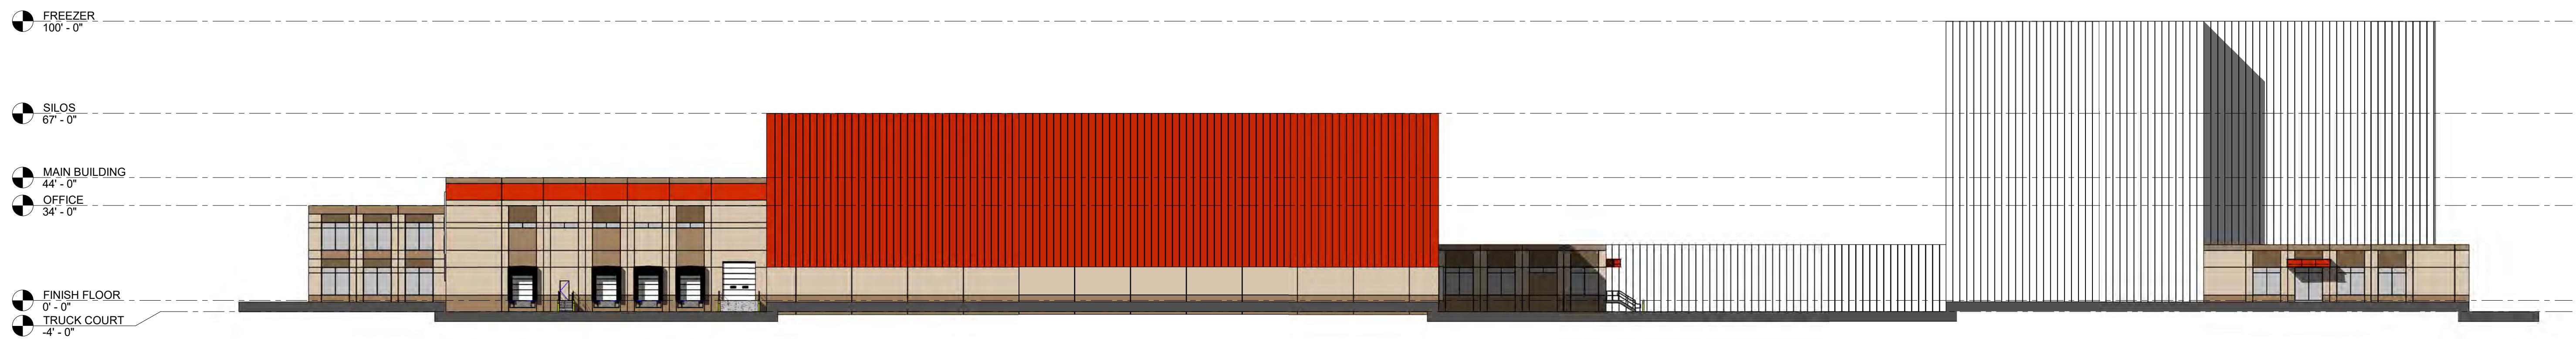 FREEZER
100' - 0"
SILOS
67' - 0"
MAIN BUILDING
44' - 0"
OFFICE
34' - 0"
FINISH FLOOR
0' - 0"
TRUCK COURT
-4' - 0"